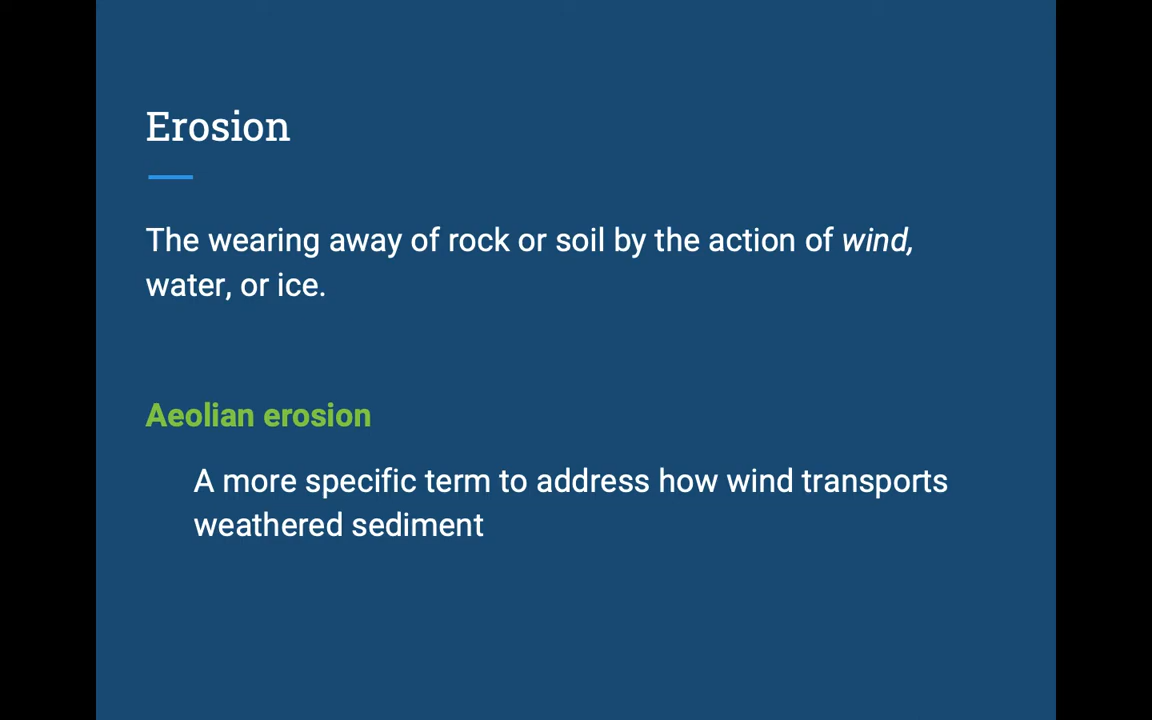 Erosion
The wearing away of rock or soil by the action of wind,
water, or ice.
Aeolian erosion
A more specific term to address how wind transports
weathered sediment